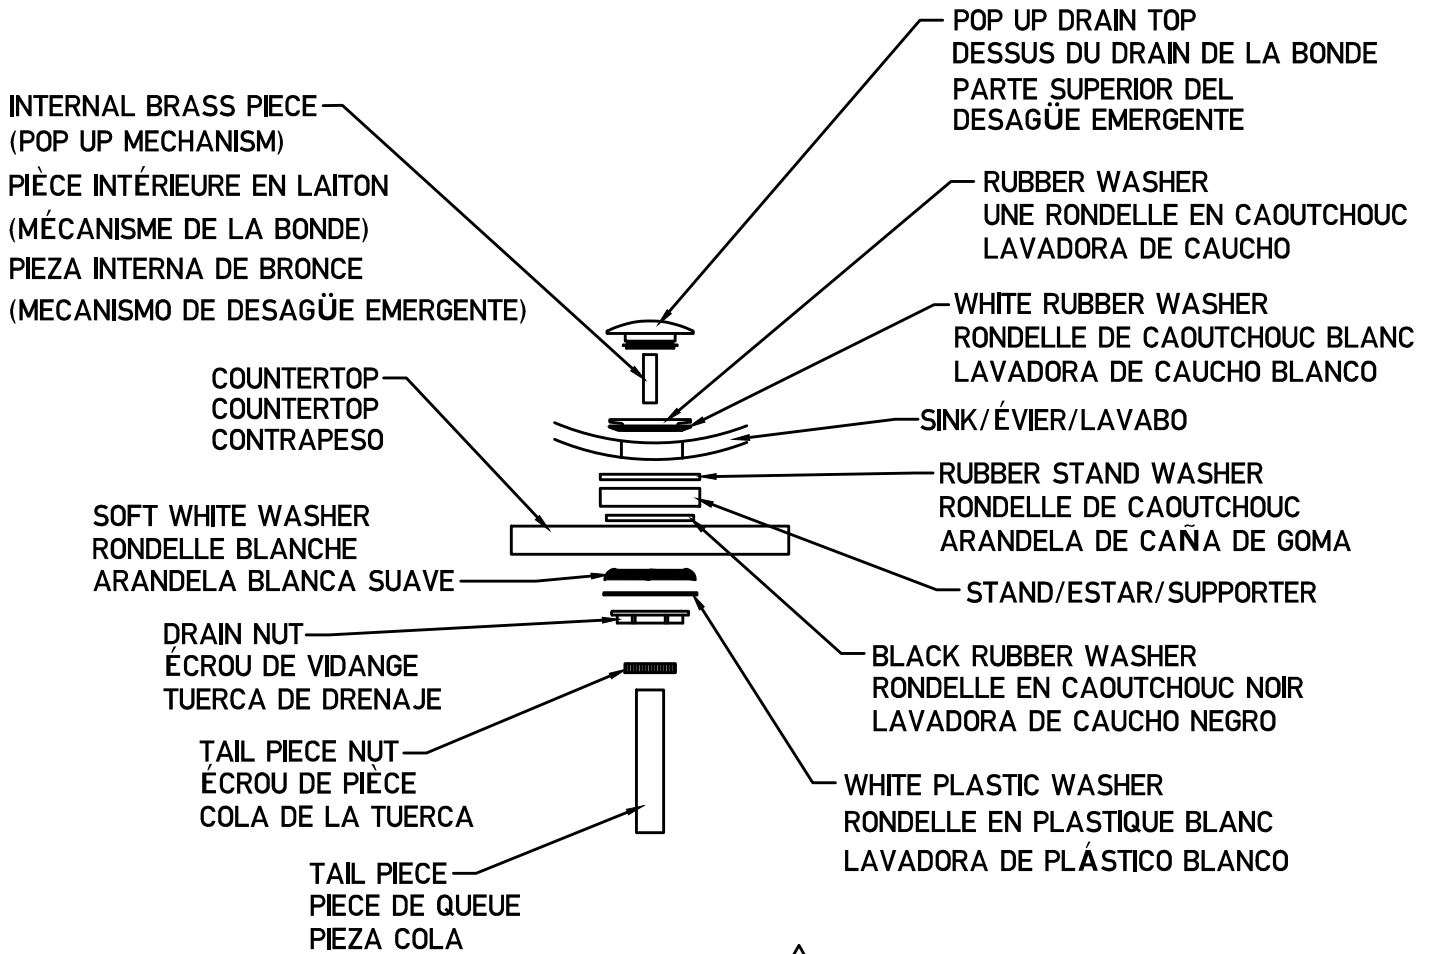 POP UP DRAIN TOP
DESSUS DU DRAIN DE LA BONDE
PARTE SUPERIOR DEL
DESAGÜE EMERGENTE
INTERNAL BRASS PIECE
(POP UP MECHANISM)
PIÈCE INTÉRIEURE EN LAITON
(MÉCANISME DE LA BONDE)
PIEZA INTERNA DE BRONCE
(MECANISMO DE DESAGÜE EMERGENTE)
RUBBER WASHER
UNE RONDELLE EN CAOUTCHOUC
LAVADORA DE CAUCHO
WHITE RUBBER WASHER
RONDELLE DE CAOUTCHOUC BLANC
LAVADORA DE CAUCHO BLANCO
COUNTERTOP
COUNTERTOP
CONTRAPESO
SINK/ÉVIER/LAVABO
RUBBER STAND WASHER
RONDELLE DE CAOUTCHOUC
ARANDELA DE CAÑA DE GOMA
SOFT WHITE WASHER
RONDELLE BLANCHE
ARANDELA BLANCA SUAVE
STAND/ESTAR/SUPPORTER
DRAIN NUT
ÉCROU DE VIDANGE
TUERCA DE DRENAJE
BLACK RUBBER WASHER
RONDELLE EN CAOUTCHOUC NOIR
LAVADORA DE CAUCHO NEGRO
TAIL PIECE NUT
ÉCROU DE PIÈCE
COLA DE LA TUERCA
WHITE PLASTIC WASHER
RONDELLE EN PLASTIQUE BLANC
LAVADORA DE PLÁSTICO BLANCO
TAIL PIECE
PIECE DE QUEUE
PIEZA COLA